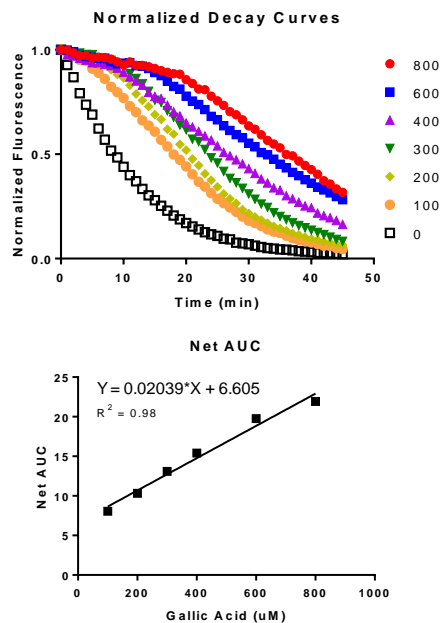 Normalized Decay Curves
Normalized Fluorescence
1.0
0.5
0.0
0 10 20 30 40 50
Time (min)
800
600
400
300
200
100
0
Net AUC
Y = 0.02039*X + 6.605
R² = 0.98
Net AUC
25
20
15
10
5
0
0 200 400 600 800 1000
Gallic Acid (uM)